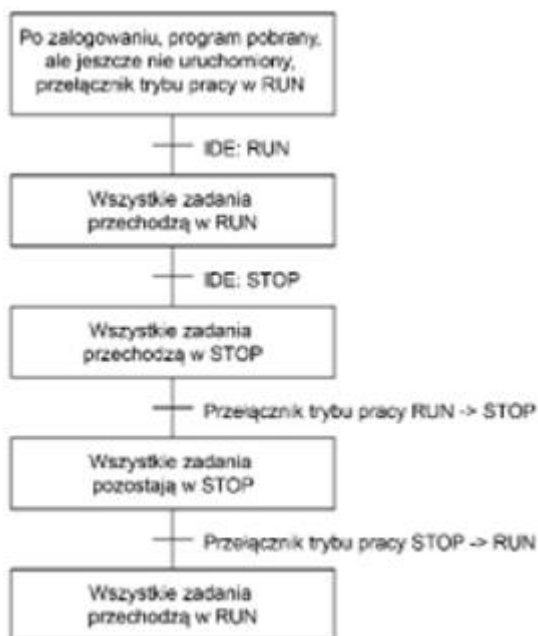 Po zalogowaniu, program pobrany,
ale jeszcze nie uruchomiony,
przełącznik trybu pracy w RUN
IDE: RUN
Wszystkie zadania
przechodzą w RUN
IDE: STOP
Wszystkie zadania
przechodzą w STOP
Przełącznik trybu pracy RUN -> STOP
Wszystkie zadania
pozostają w STOP
Przełącznik trybu pracy STOP -> RUN
Wszystkie zadania
przechodzą w RUN